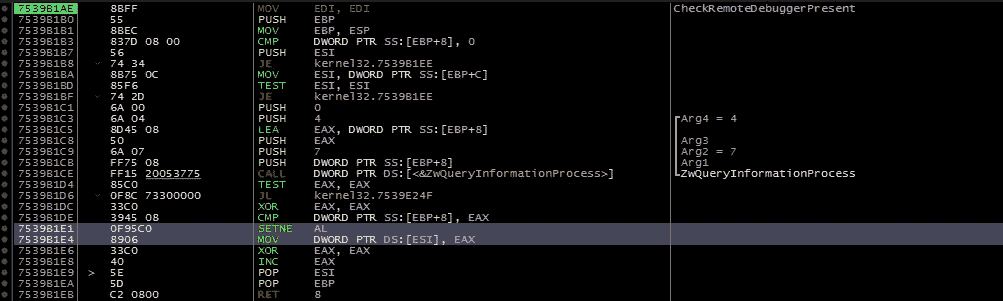 7539B1AE 8BFF MOV EDI, EDI CheckRemoteDebuggerPresent
7539B1B0 55 PUSH EBP
7539B1B1 8BEC MOV EBP, ESP
7539B1B3 837D 08 00 CMP DWORD PTR SS:[EBP+8], 0
7539B1B7 56 PUSH ESI
7539B1B8 74 34 JE kernel32.7539B1EE
7539B1BA 8B75 0C MOV ESI, DWORD PTR SS:[EBP+C]
7539B1BD 85F6 TEST ESI, ESI
7539B1BF 74 2D JE kernel32.7539B1EE
7539B1C1 6A 00 PUSH 0
7539B1C3 6A 04 PUSH 4 Arg4 = 4
7539B1C5 8D45 08 LEA EAX, DWORD PTR SS:[EBP+8]
7539B1C8 50 PUSH EAX Arg3
7539B1C9 6A 07 PUSH 7 Arg2 = 7
7539B1CB FF75 08 PUSH DWORD PTR SS:[EBP+8] Arg1
7539B1CE FF15 20053775 CALL DWORD PTR DS:[<&ZwQueryInformationProcess>] ZwQueryInformationProcess
7539B1D4 85C0 TEST EAX, EAX
7539B1D6 0F8C 73300000 JL kernel32.7539E24F
7539B1DC 33C0 XOR EAX, EAX
7539B1DE 3945 08 CMP DWORD PTR SS:[EBP+8], EAX
7539B1E1 0F95C0 SETNE AL
7539B1E4 8906 MOV DWORD PTR DS:[ESI], EAX
7539B1E6 33C0 XOR EAX, EAX
7539B1E8 40 INC EAX
7539B1E9 > 5E POP ESI
7539B1EA 5D POP EBP
7539B1EB C2 0800 RET 8